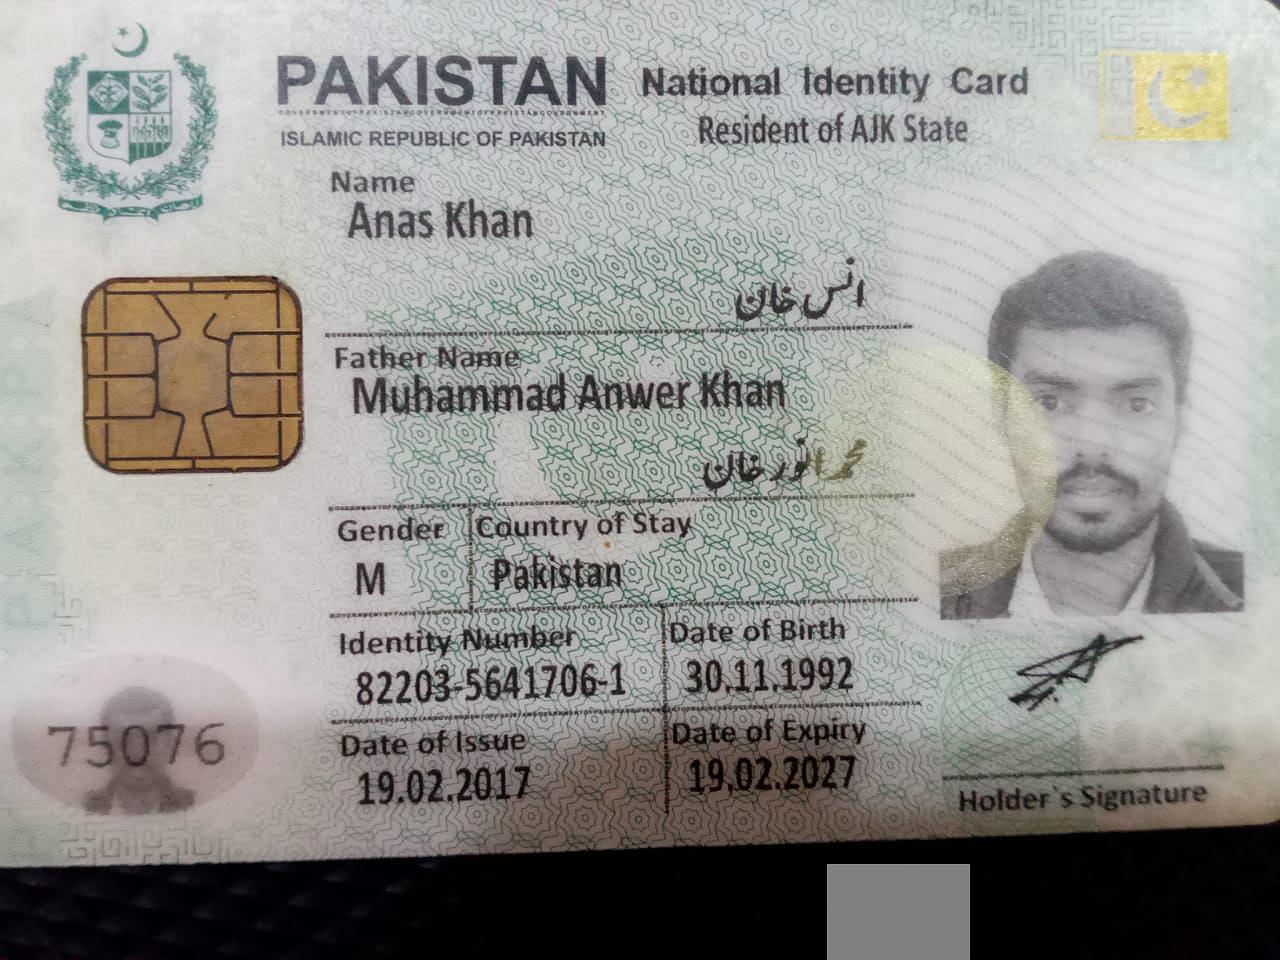 PAKISTAN National Identity Card
ISLAMIC REPUBLIC OF PAKISTAN Resident of AJK State
Name
Anas Khan
انس خان
Father Name
Muhammad Anwer Khan
محمد انور خان
Gender Country of Stay
M Pakistan
Identity Number Date of Birth
82203-5641706-1 30.11.1992
75076
Date of Issue Date of Expiry
19.02.2017 19.02.2027
Holder's Signature